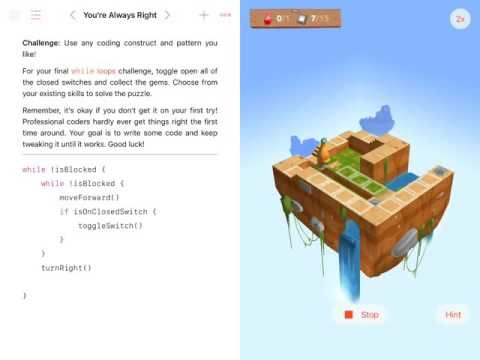 You're Always Right
0/1 7/15
2x
Challenge: Use any coding construct and pattern you
like!
For your final while loops challenge, toggle open all of
the closed switches and collect the gems. Choose from
your existing skills to solve the puzzle.
Remember, it's okay if you don't get it on your first try!
Professional coders hardly ever get things right the first
time around. Your goal is to write some code and keep
tweaking it until it works. Good luck!
while !isBlocked {
while !isBlocked {
moveForward()
if isOnClosedSwitch {
toggleSwitch()
}
}
turnRight()
}
Stop
Hint